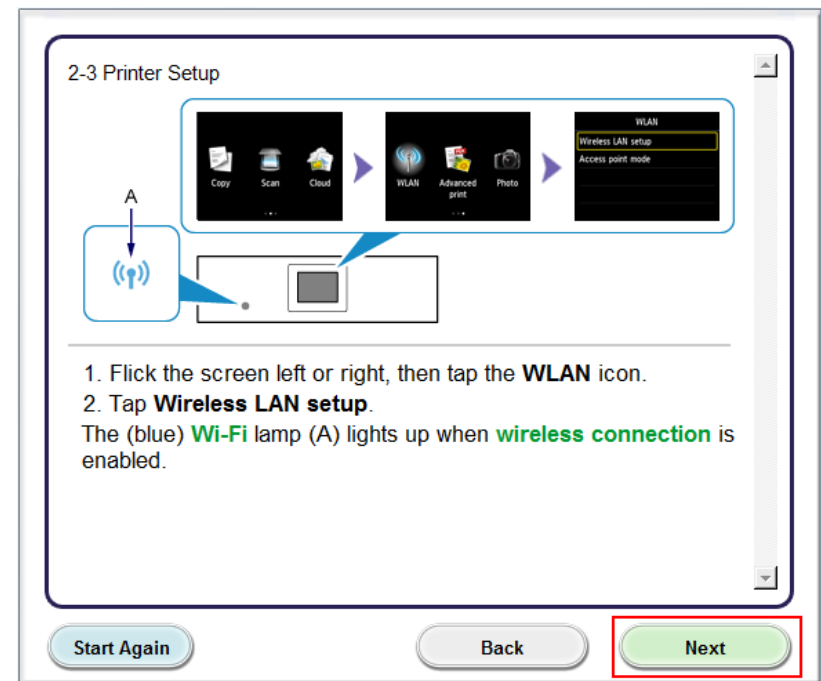 2-3 Printer Setup
WLAN
Wireless LAN setup
Access point mode
Copy Scan Cloud
WLAN Advanced print Photo
A
1. Flick the screen left or right, then tap the WLAN icon.
2. Tap Wireless LAN setup.
The (blue) Wi-Fi lamp (A) lights up when wireless connection is
enabled.
Start Again Back Next